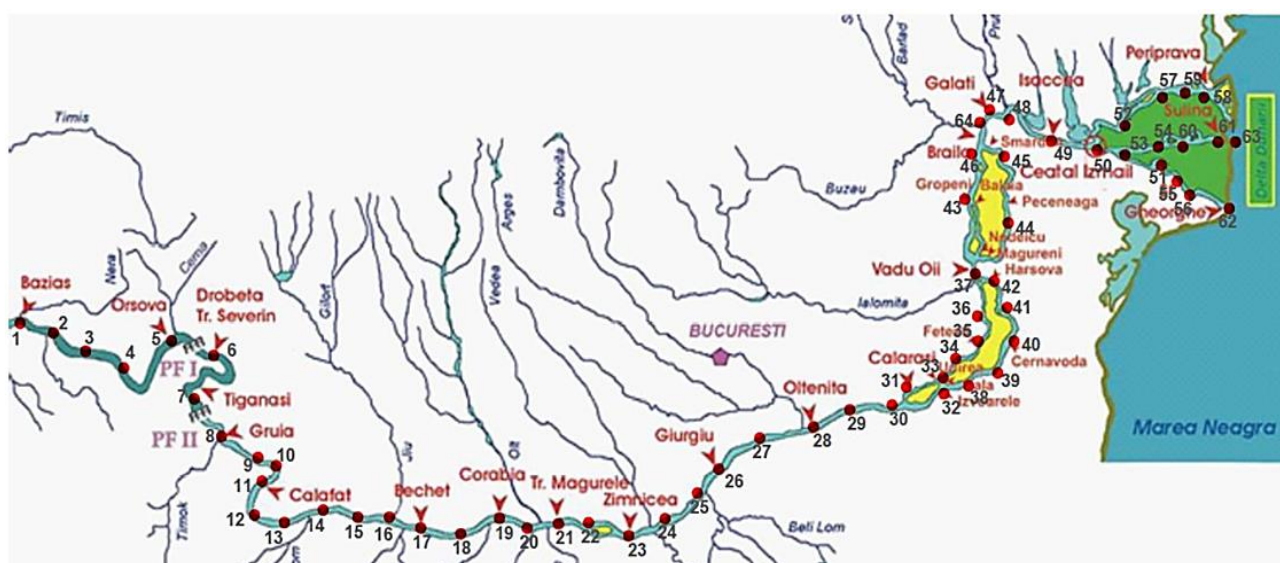 Periprava
Galati
Isaccea
57
59
58
47
48
Sulina
61
64
52
Timis
Barlad
Prut
Smardan
49
54
60
63
53
Braila
46
45
50
Ceatal Izmail
51
Delta Dunarii
Buzau
Gropeni
Peceneaga
55
56
43
Gheorghe
62
44
Arges
Dambovita
Magureni
Cerna
Nera
Vadu Oii
Harsova
37
42
Bazias
Orsova
Drobeta
Tr. Severin
Gilort
Vedea
Ialomita
36
41
1
2
3
4
5
6
BUCURESTI
35
34
40
PF I
Calarasi
Cernavoda
33
31
39
7
Tiganasi
Oltenita
38
32
30
Izvoarele
PF II
8
Gruia
29
28
Marea Neagra
Giurgiu
27
9
10
Jiu
Olt
26
11
Corabia
Tr. Magurele
Calafat
Bechet
Zimnicea
25
Timok
12
13
14
15
16
17
18
19
20
21
22
23
24
Beli Lom